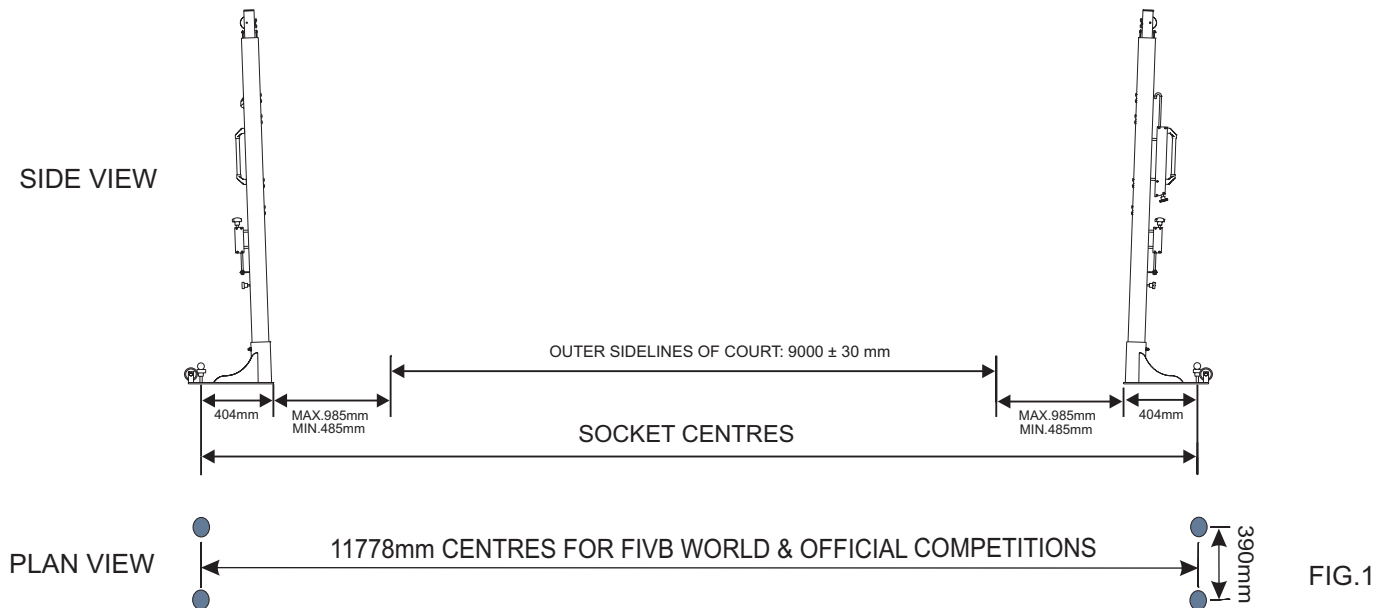 SIDE VIEW
OUTER SIDELINES OF COURT: 9000 ± 30 mm
404mm
MAX.985mm
MIN.485mm
MAX.985mm
MIN.485mm
404mm
SOCKET CENTRES
PLAN VIEW
11778mm CENTRES FOR FIVB WORLD & OFFICIAL COMPETITIONS
390mm
FIG.1